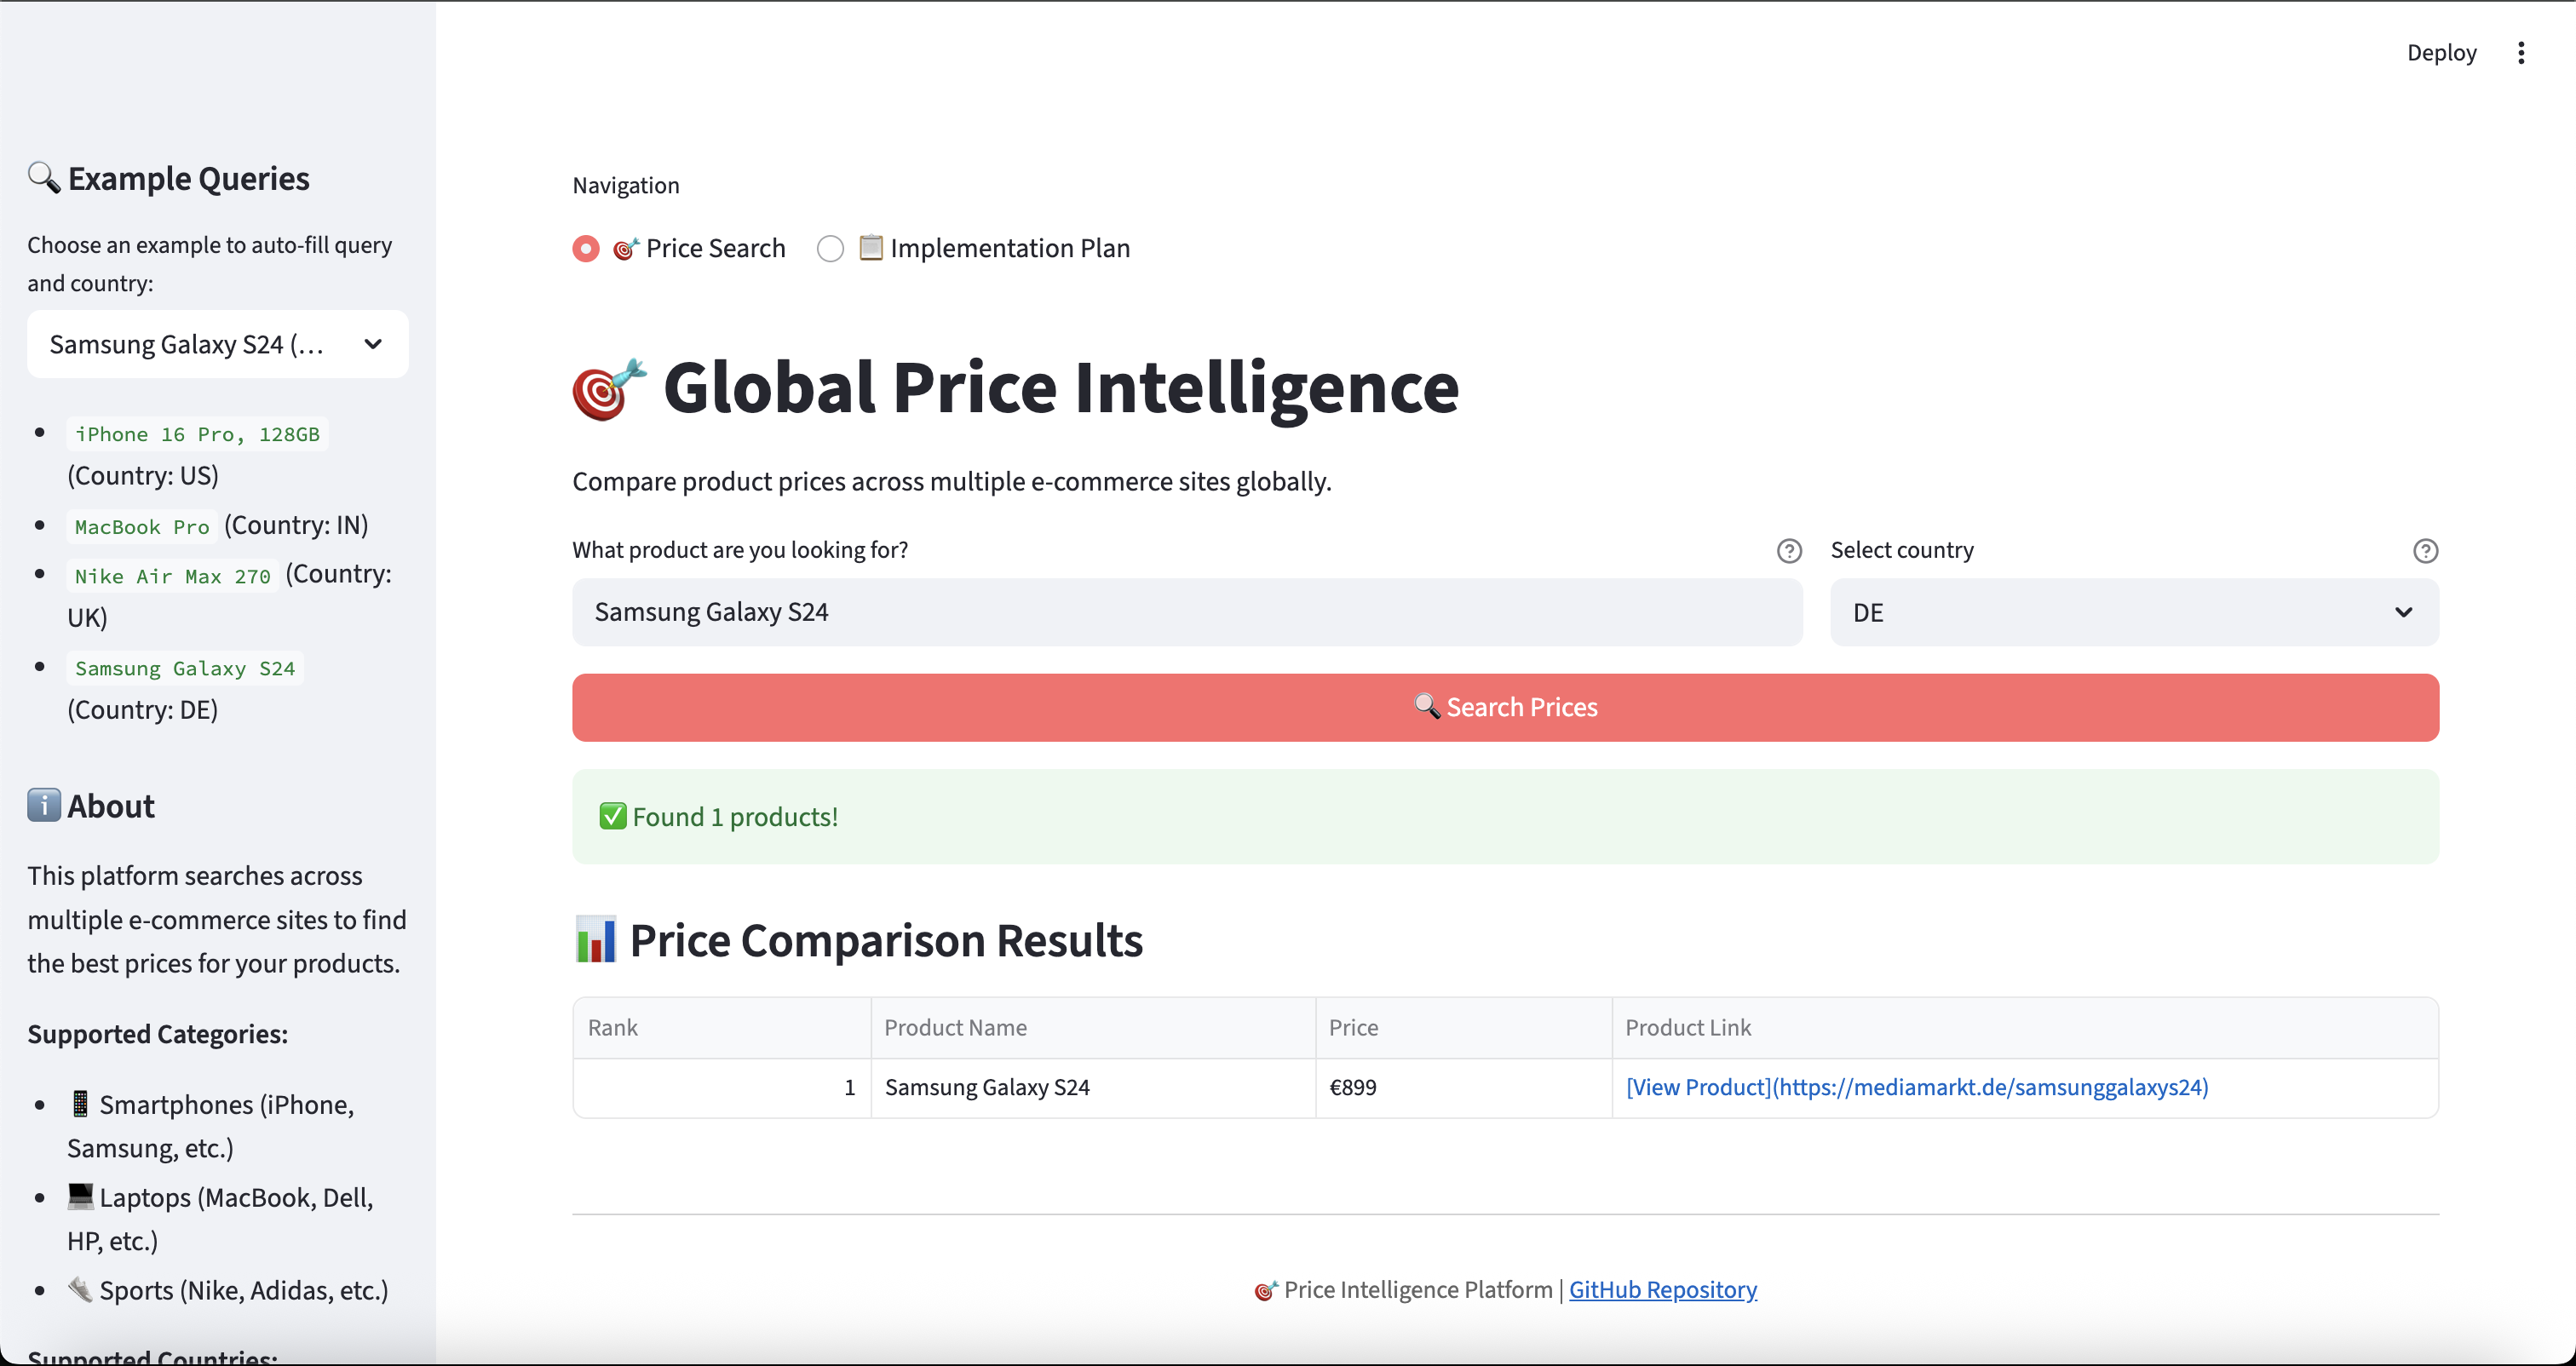 Deploy
🔍 Example Queries
Choose an example to auto-fill query
and country:
Samsung Galaxy S24 (...
iPhone 16 Pro, 128GB
(Country: US)
MacBook Pro (Country: IN)
Nike Air Max 270 (Country:
UK)
Samsung Galaxy S24
(Country: DE)
ℹ️ About
This platform searches across
multiple e-commerce sites to find
the best prices for your products.
Supported Categories:
📱 Smartphones (iPhone,
Samsung, etc.)
💻 Laptops (MacBook, Dell,
HP, etc.)
👟 Sports (Nike, Adidas, etc.)
Supported Countries:
Navigation
🎯 Price Search 📋 Implementation Plan
🎯 Global Price Intelligence
Compare product prices across multiple e-commerce sites globally.
What product are you looking for? Select country
Samsung Galaxy S24 DE
🔍 Search Prices
✅ Found 1 products!
📊 Price Comparison Results
Rank Product Name Price Product Link
1 Samsung Galaxy S24 €899 [View Product](https://mediamarkt.de/samsunggalaxys24)
🎯 Price Intelligence Platform | GitHub Repository